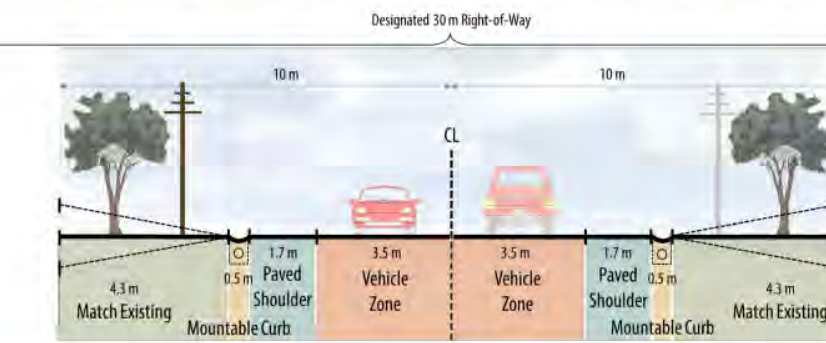 Designated 30 m Right-of-Way
10 m
10 m
CL
4.3 m
Match Existing
0.5 m
Mountable Curb
1.7 m
Paved
Shoulder
3.5 m
Vehicle
Zone
3.5 m
Vehicle
Zone
1.7 m
Paved
Shoulder
0.5 m
Mountable Curb
4.3 m
Match Existing